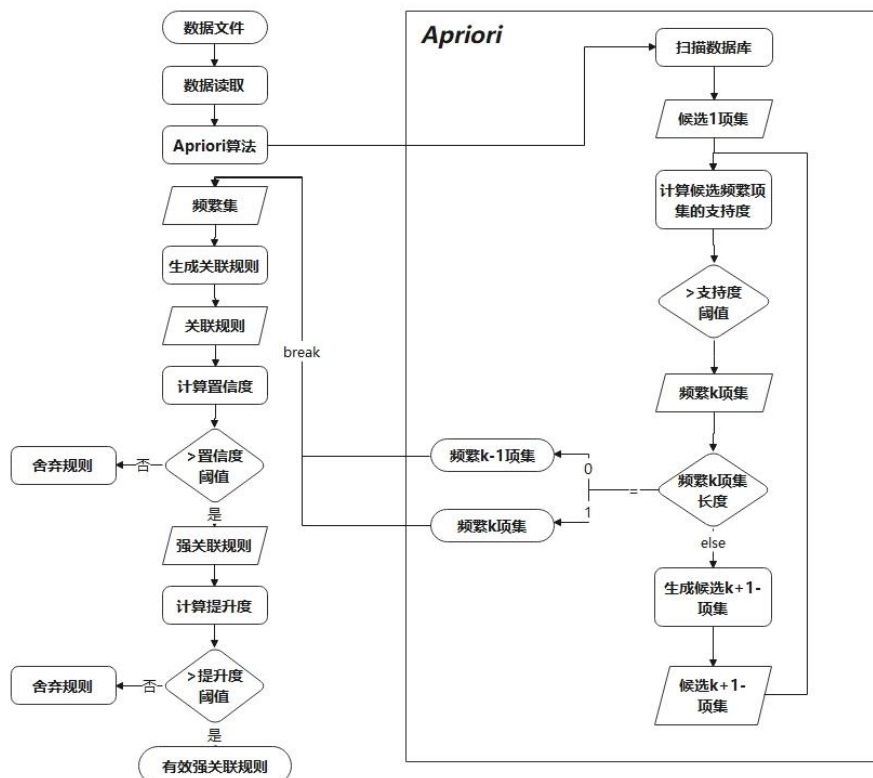 数据文件
数据读取
Apriori算法
频繁集
生成关联规则
关联规则
计算置信度
>置信度
阈值
否
舍弃规则
是
强关联规则
计算提升度
>提升度
阈值
否
舍弃规则
是
有效强关联规则
break
Apriori
扫描数据库
候选1项集
计算候选频繁项
集的支持度
>支持度
阈值
频繁k项集
频繁k项集
长度
=
0
1
频繁k-1项集
频繁k项集
else
生成候选k+1-
项集
候选k+1-
项集